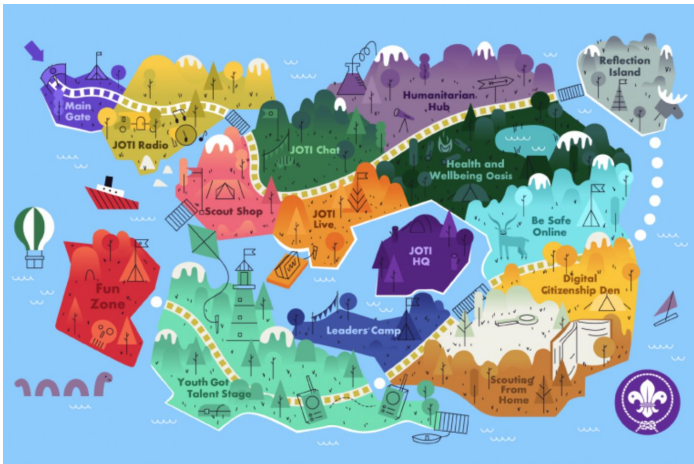 Main
Gate
JOTI Radio
JOTI Chat
Humanitarian
Hub
Reflection
Island
Scout Shop
JOTI
Live
Health and
Wellbeing Oasis
Be Safe
Online
JOTI
HQ
Fun
Zone
Digital
Citizenship Den
Leaders' Camp
Youth Got
Talent Stage
Scouting
From
Home